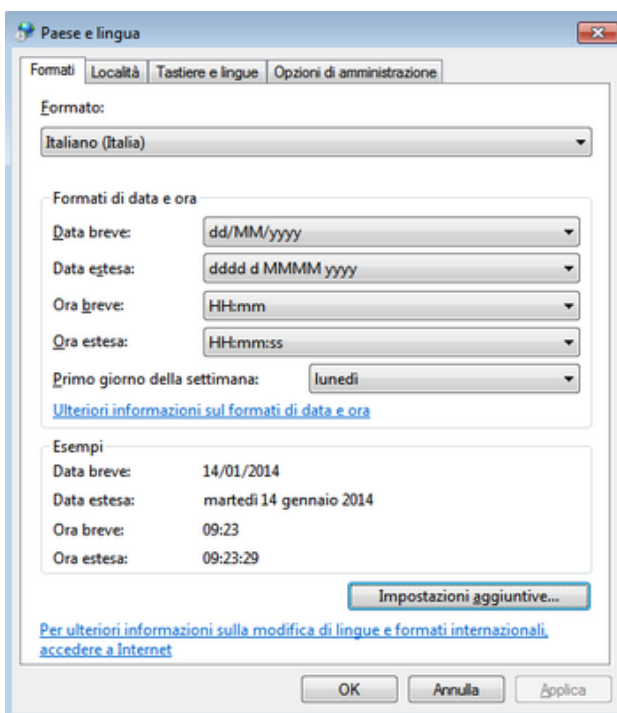 Paese e lingua
Formati Località Tastiere e lingue Opzioni di amministrazione
Formato:
Italiano (Italia)
Formati di data e ora
Data breve: dd/MM/yyyy
Data estesa: dddd d MMMM yyyy
Ora breve: HH:mm
Ora estesa: HH:mm:ss
Primo giorno della settimana: lunedì
Ulteriori informazioni sul formati di data e ora
Esempi
Data breve: 14/01/2014
Data estesa: martedì 14 gennaio 2014
Ora breve: 09:23
Ora estesa: 09:23:29
Impostazioni aggiuntive...
Per ulteriori informazioni sulla modifica di lingue e formati internazionali,
accedere a Internet
OK Annulla Applica